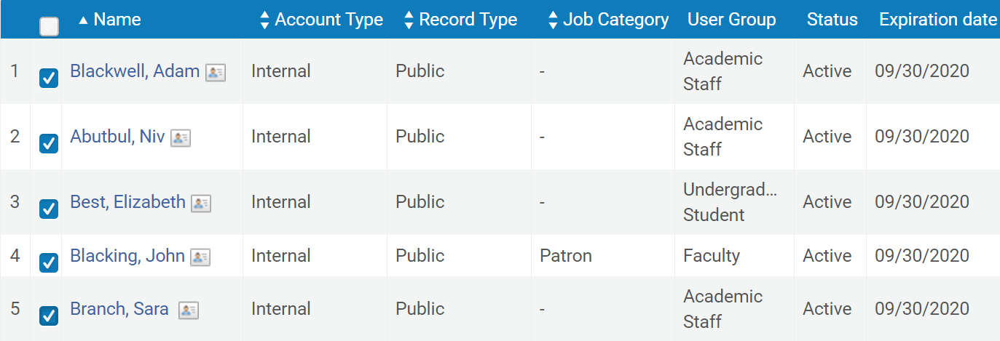 Name Account Type Record Type Job Category User Group Status Expiration date
1 Blackwell, Adam Internal Public - Academic Staff Active 09/30/2020
2 Abutbul, Niv Internal Public - Academic Staff Active 09/30/2020
3 Best, Elizabeth Internal Public - Undergrad... Student Active 09/30/2020
4 Blacking, John Internal Public Patron Faculty Active 09/30/2020
5 Branch, Sara Internal Public - Academic Staff Active 09/30/2020